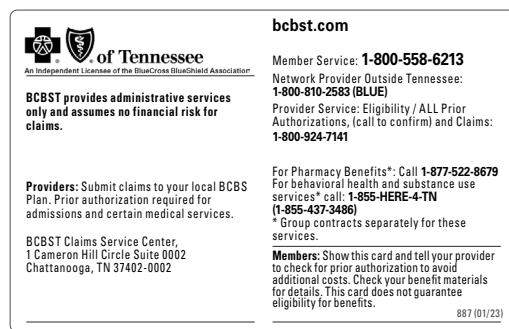 of Tennessee
An Independent Licensee of the BlueCross BlueShield Association
BCBST provides administrative services
only and assumes no financial risk for
claims.
Providers: Submit claims to your local BCBS
Plan. Prior authorization required for
admissions and certain medical services.
BCBST Claims Service Center,
1 Cameron Hill Circle Suite 0002
Chattanooga, TN 37402-0002
bcbst.com
Member Service: 1-800-558-6213
Network Provider Outside Tennessee:
1-800-810-2583 (BLUE)
Provider Service: Eligibility / ALL Prior
Authorizations, (call to confirm) and Claims:
1-800-924-7141
For Pharmacy Benefits*: Call 1-877-522-8679
For behavioral health and substance use
services* call: 1-855-HERE-4-TN
(1-855-437-3486)
* Group contracts separately for these
services.
Members: Show this card and tell your provider
to check for prior authorization to avoid
additional costs. Check your benefit materials
for details. This card does not guarantee
eligibility for benefits.
887 (01/23)